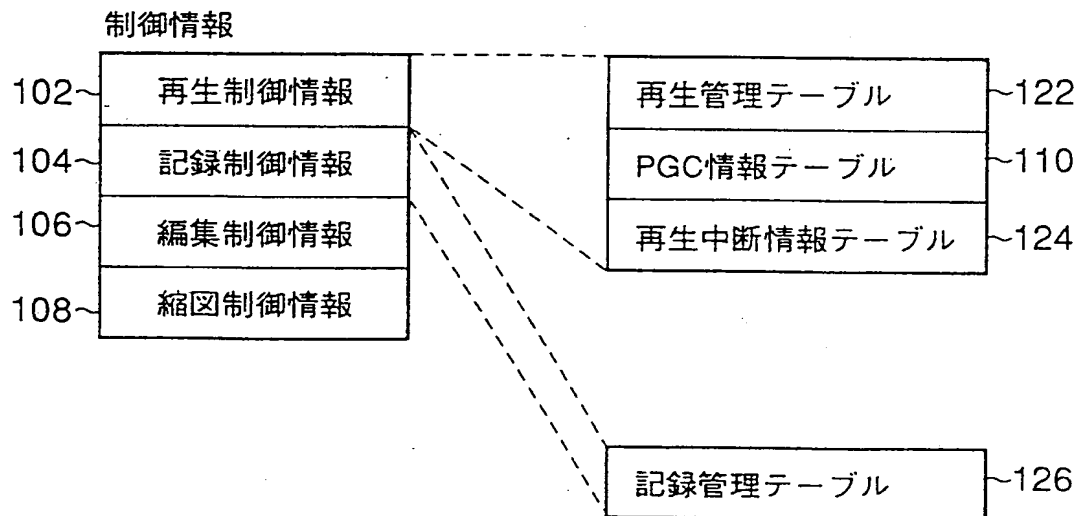 制御情報
102~ 再生制御情報
104~ 記録制御情報
106~ 編集制御情報
108~ 縮図制御情報
再生管理テーブル ~122
PGC情報テーブル ~110
再生中断情報テーブル ~124
記録管理テーブル ~126